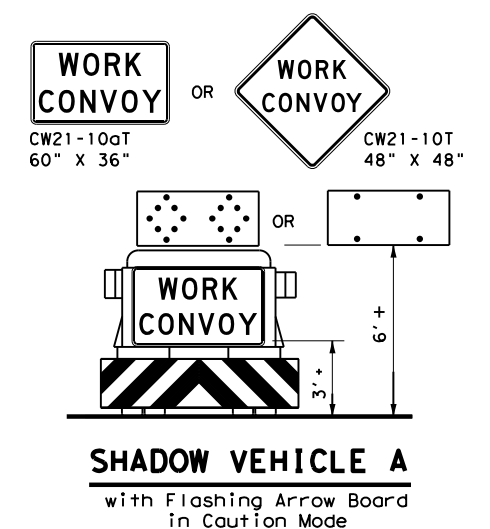 WORK
CONVOY
OR
WORK
CONVOY
CW21-10aT
60" X 36"
CW21-10T
48" X 48"
OR
WORK
CONVOY
6' +
3' +
SHADOW VEHICLE A
with Flashing Arrow Board
in Caution Mode